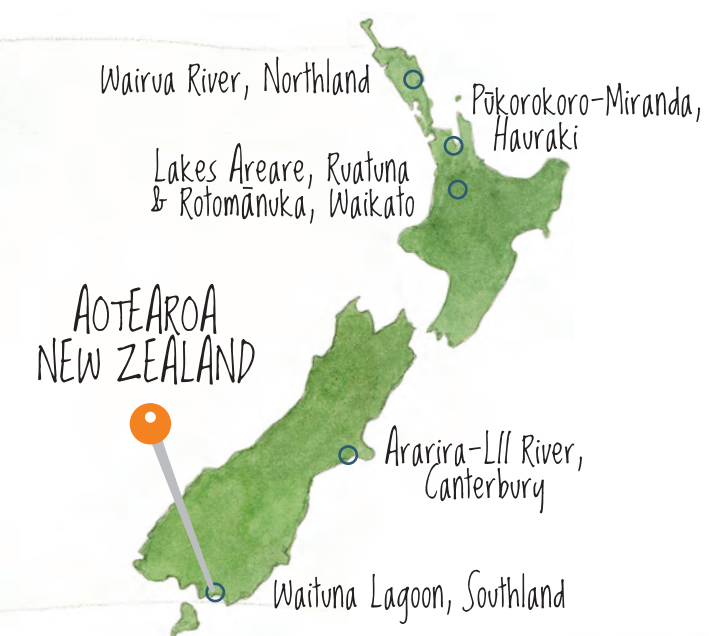 Wairua River, Northland
Pūkorokoro-Miranda,
Hauraki
Lakes Areare, Ruatuna
& Rotomānuka, Waikato
AOTEAROA
NEW ZEALAND
Ararira-LII River,
Canterbury
Waituna Lagoon, Southland